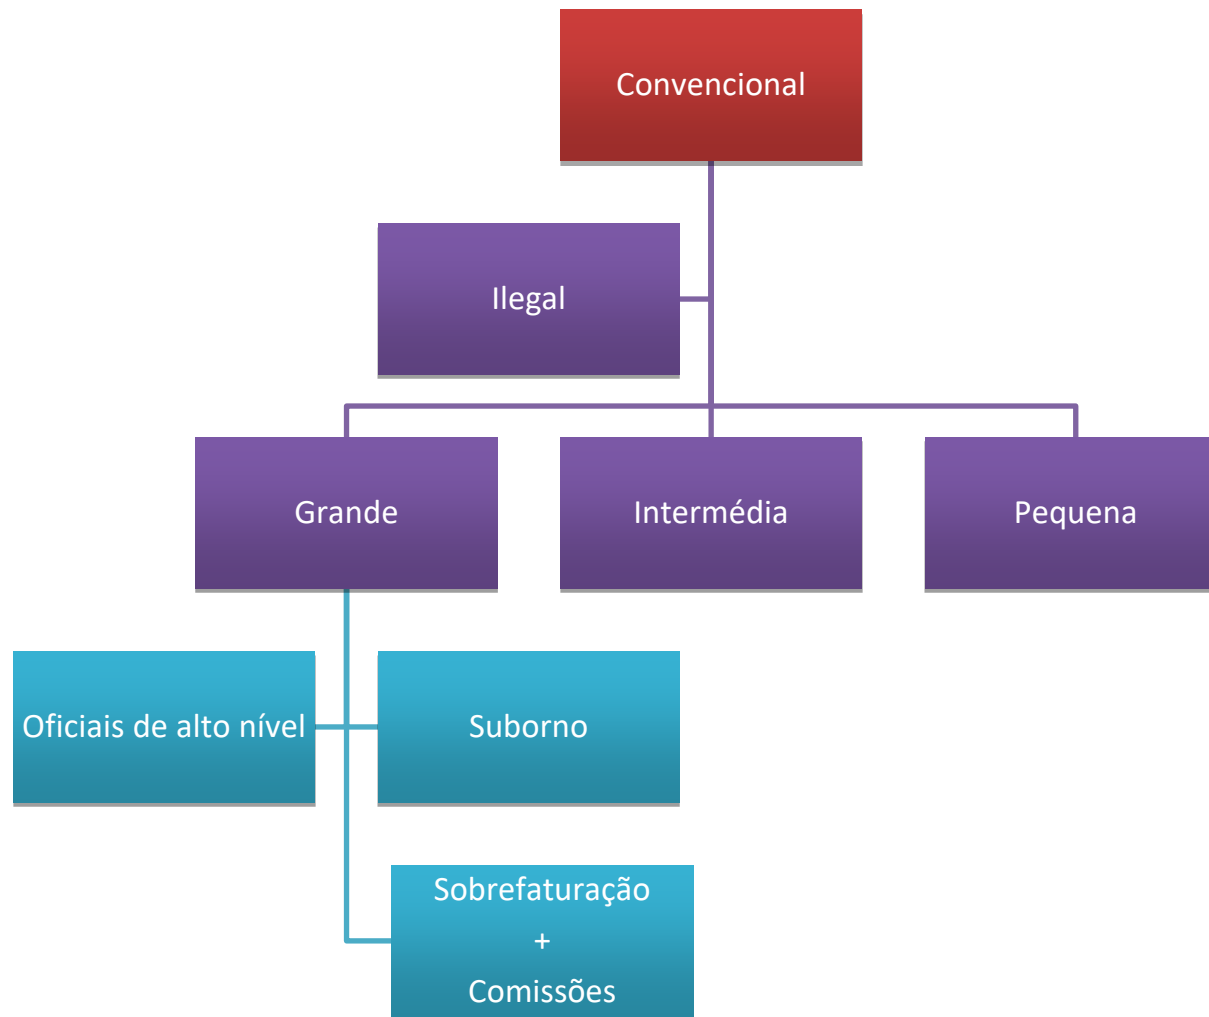 Convencional
Ilegal
Grande
Intermédia
Pequena
Oficiais de alto nível
Suborno
Sobrefaturação
+
Comissões